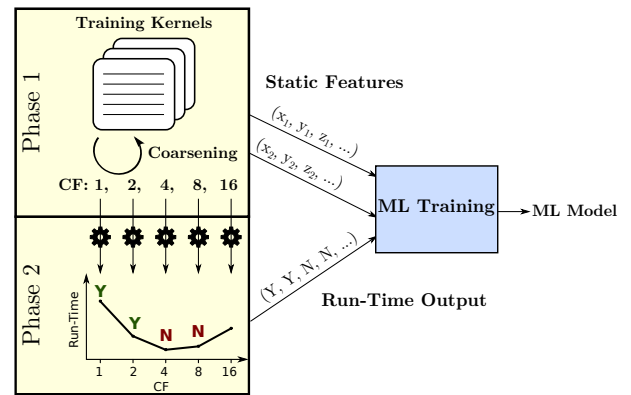 Training Kernels
Phase 1
Coarsening
CF: 1, 2, 4, 8, 16
Static Features
(x1, y1, z1, ...)
(x2, y2, z2, ...)
ML Training
ML Model
Phase 2
Run-Time
Y
Y
N
N
1 2 4 8 16
CF
(Y, Y, N, N, ...)
Run-Time Output